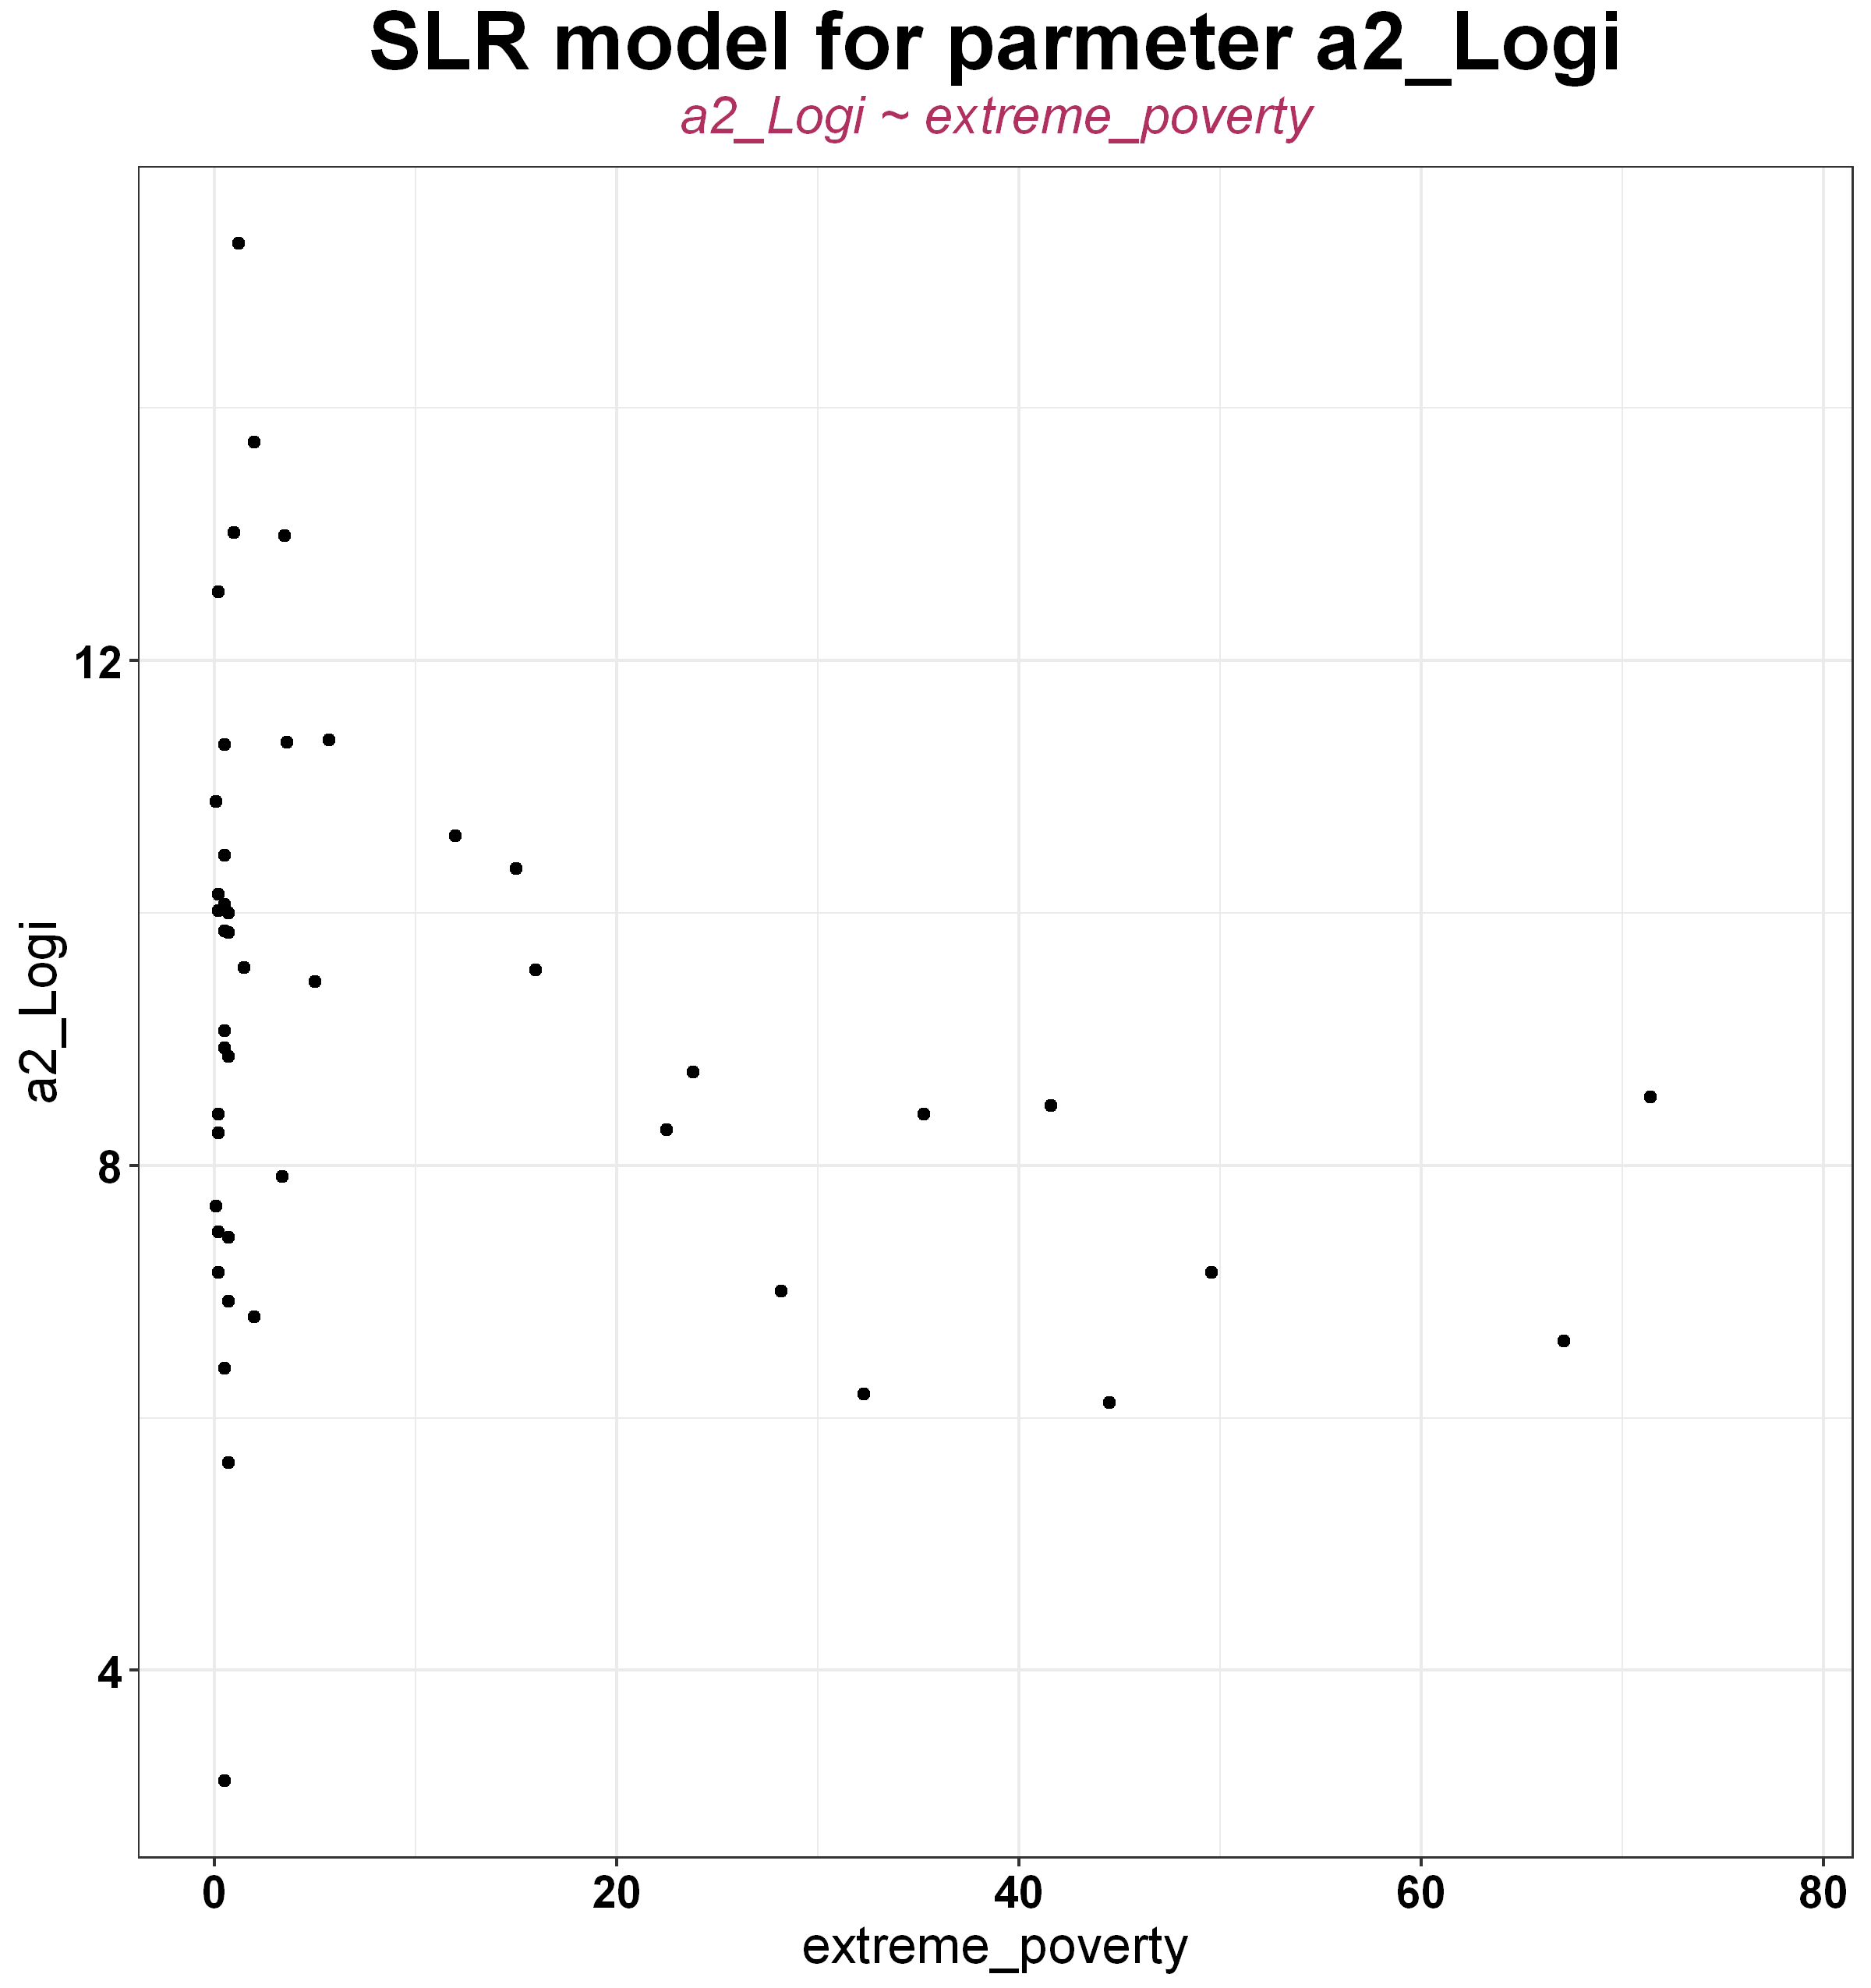 SLR model for parmeter a2_Logi
a2_Logi ~ extreme_poverty
a2_Logi
12
8
4
0 20 40 60 80
extreme_poverty